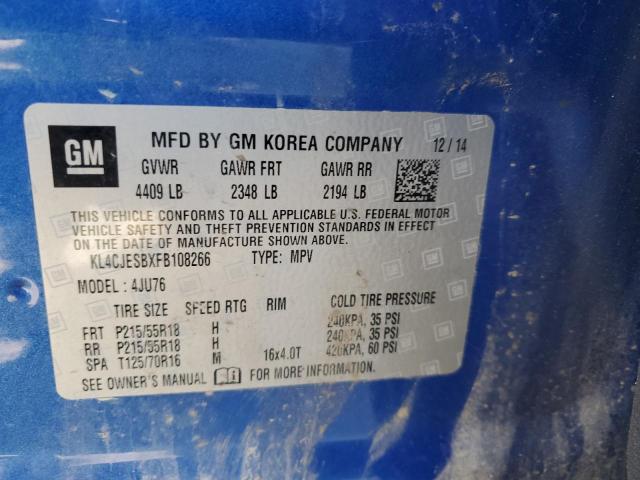 GM MFD BY GM KOREA COMPANY 12/14
GVWR GAWR FRT GAWR RR
4409 LB 2348 LB 2194 LB
THIS VEHICLE CONFORMS TO ALL APPLICABLE U.S. FEDERAL MOTOR
VEHICLE SAFETY AND THEFT PREVENTION STANDARDS IN EFFECT
ON THE DATE OF MANUFACTURE SHOWN ABOVE.
KL4CJESBXFB108266 TYPE: MPV
MODEL: 4JU76
TIRE SIZE SPEED RTG RIM COLD TIRE PRESSURE
FRT P215/55R18 H 240KPA, 35 PSI
RR P215/55R18 H 240KPA, 35 PSI
SPA T125/70R16 M 16x4.0T 420KPA, 60 PSI
SEE OWNER'S MANUAL FOR MORE INFORMATION.